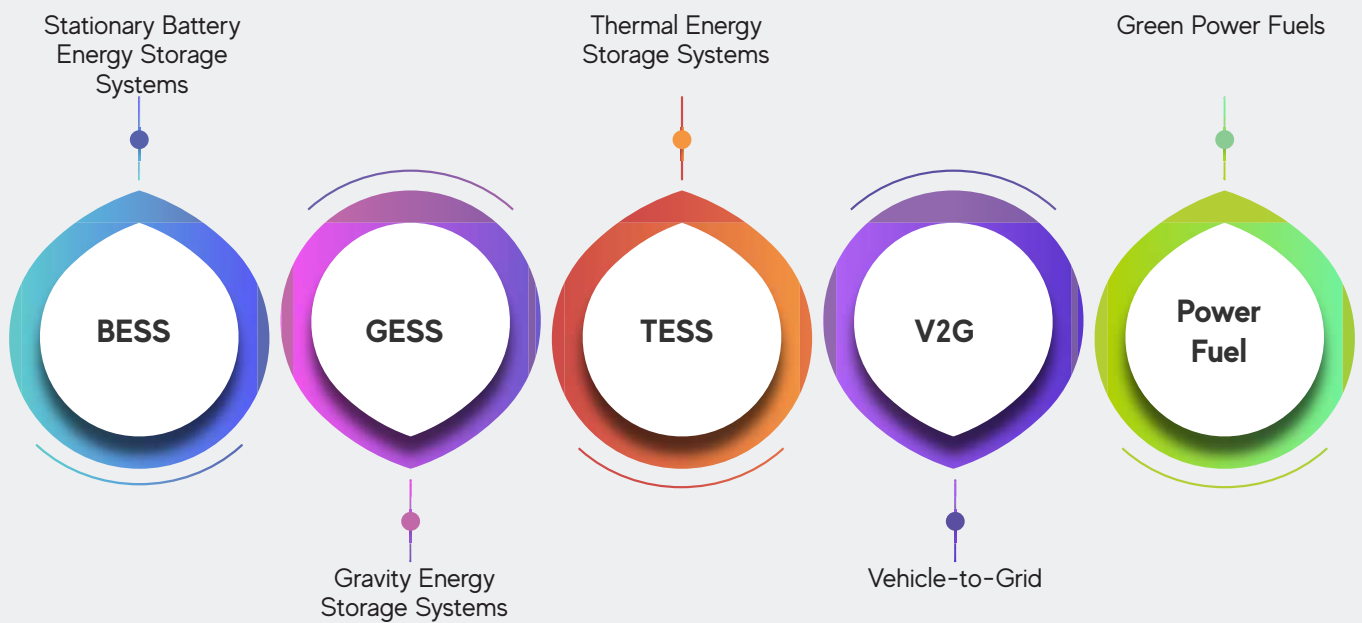 Stationary Battery
Energy Storage
Systems
Thermal Energy
Storage Systems
Green Power Fuels
BESS
GESS
TESS
V2G
Power
Fuel
Gravity Energy
Storage Systems
Vehicle-to-Grid